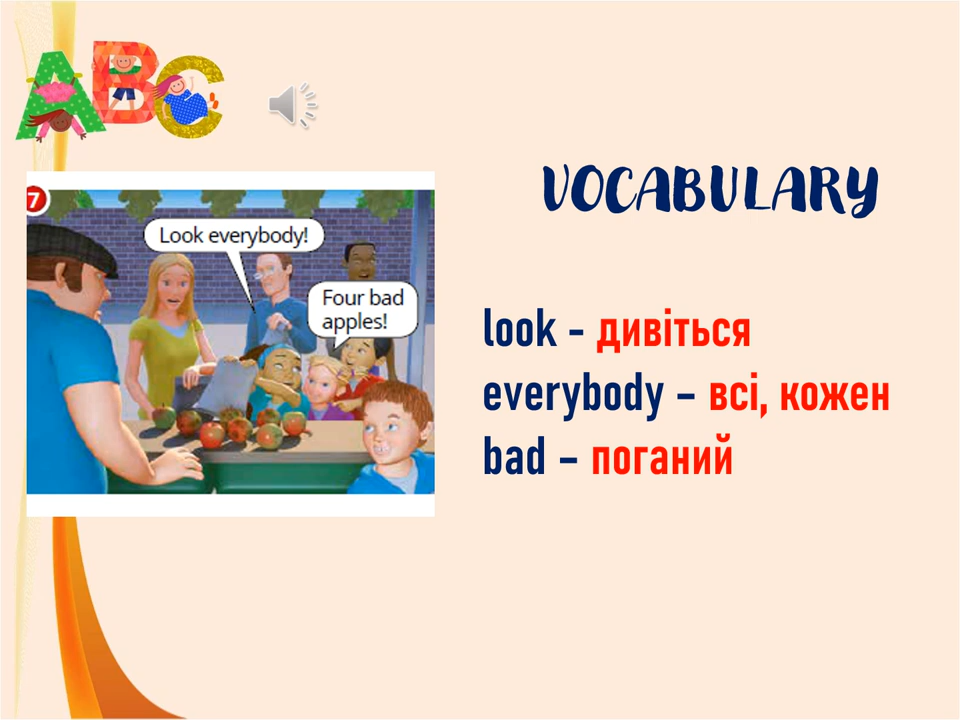 ABC
VOCABULARY
7
Look everybody!
Four bad
apples!
look - дивіться
everybody – всі, кожен
bad – поганий